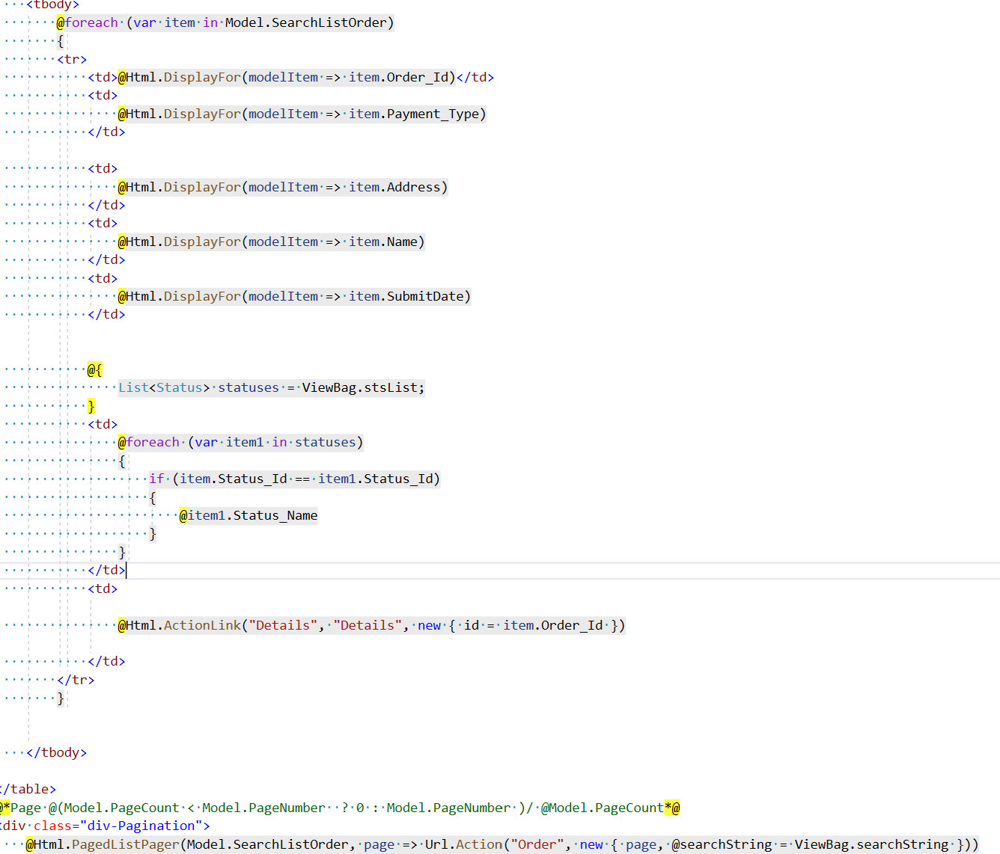 <tbody>
@foreach (var item in Model.SearchListOrder)
{
<tr>
<td>@Html.DisplayFor(modelItem => item.Order_Id)</td>
<td>
@Html.DisplayFor(modelItem => item.Payment_Type)
</td>
<td>
@Html.DisplayFor(modelItem => item.Address)
</td>
<td>
@Html.DisplayFor(modelItem => item.Name)
</td>
<td>
@Html.DisplayFor(modelItem => item.SubmitDate)
</td>
@{
List<Status> statuses = ViewBag.stsList;
}
<td>
@foreach (var item1 in statuses)
{
if (item.Status_Id == item1.Status_Id)
{
@item1.Status_Name
}
}
</td>
<td>
@Html.ActionLink("Details", "Details", new { id = item.Order_Id })
</td>
</tr>
}
</tbody>
</table>
@*Page @(Model.PageCount < Model.PageNumber  ? 0 : Model.PageNumber )/ @Model.PageCount*@
<div class="div-Pagination">
@Html.PagedListPager(Model.SearchListOrder, page => Url.Action("Order", new { page, @searchString = ViewBag.searchString }))